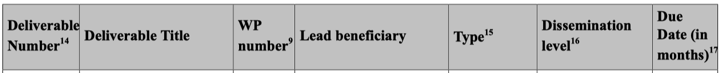 Deliverable Number¹⁴
Deliverable Title
WP number⁹
Lead beneficiary
Type¹⁵
Dissemination level¹⁶
Due Date (in months)¹⁷